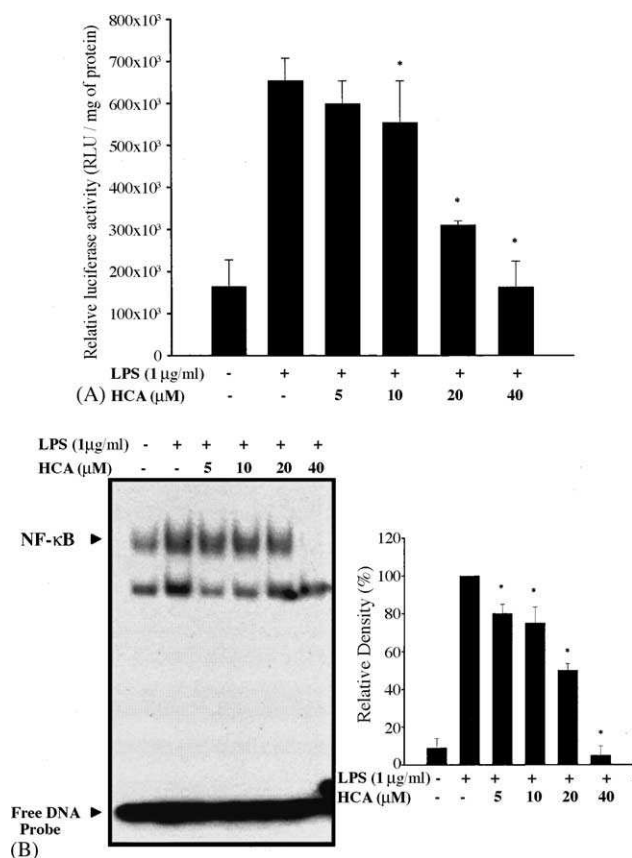 Relative luciferase activity (RLU / mg of protein)
800x10³
700x10³
600x10³
500x10³
400x10³
300x10³
200x10³
100x10³
0
* * *
LPS (1 µg/ml) - + + + + +
(A) HCA (µM) - - 5 10 20 40
LPS (1µg/ml) - + + + + +
HCA (µM) - - 5 10 20 40
NF-κB
Free DNA
Probe
(B)
Relative Density (%)
120
100
80
60
40
20
0
* * * *
LPS (1 µg/ml) - + + + + +
HCA (µM) - - 5 10 20 40